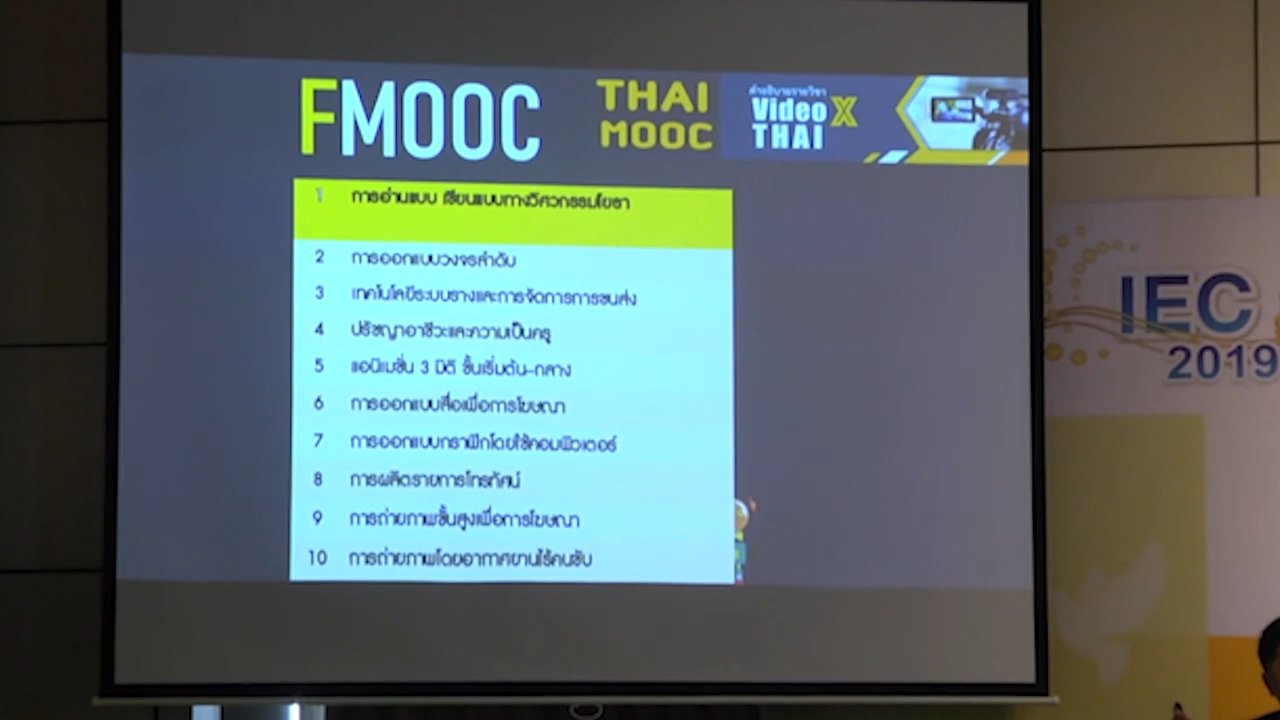 FMOOC
THAI
MOOC
คำอธิบายรายวิชา
Video X
THAI
1 การอ่านแบบ เขียนแบบทางวิศวกรรมโยธา
2 การออกแบบวงจรลำดับ
3 เทคโนโลยีระบบรางและการจัดการการขนส่ง
4 ปรัชญาอาชีวะและความเป็นครู
5 แอนิเมชั่น 3 มิติ ขั้นเริ่มต้น-กลาง
6 การออกแบบสื่อเพื่อการโฆษณา
7 การออกแบบกราฟิกโดยใช้คอมพิวเตอร์
8 การผลิตรายการโทรทัศน์
9 การถ่ายภาพขั้นสูงเพื่อการโฆษณา
10 การถ่ายภาพโดยอากาศยานไร้คนขับ
IEC
2019